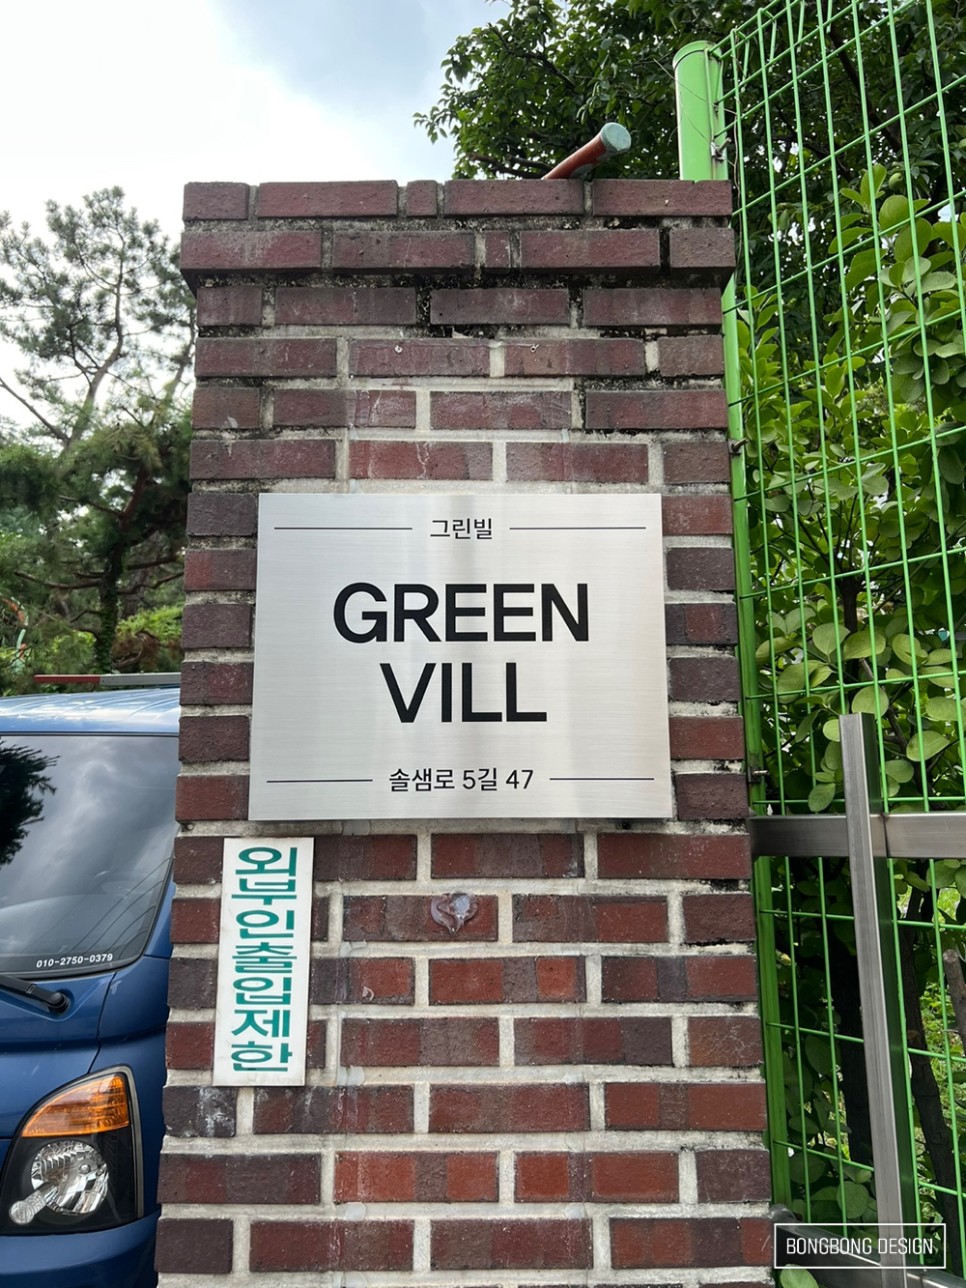 그린빌
GREEN
VILL
솔샘로 5길 47
외부인출입제한
010-2750-0379
BONGBONG DESIGN